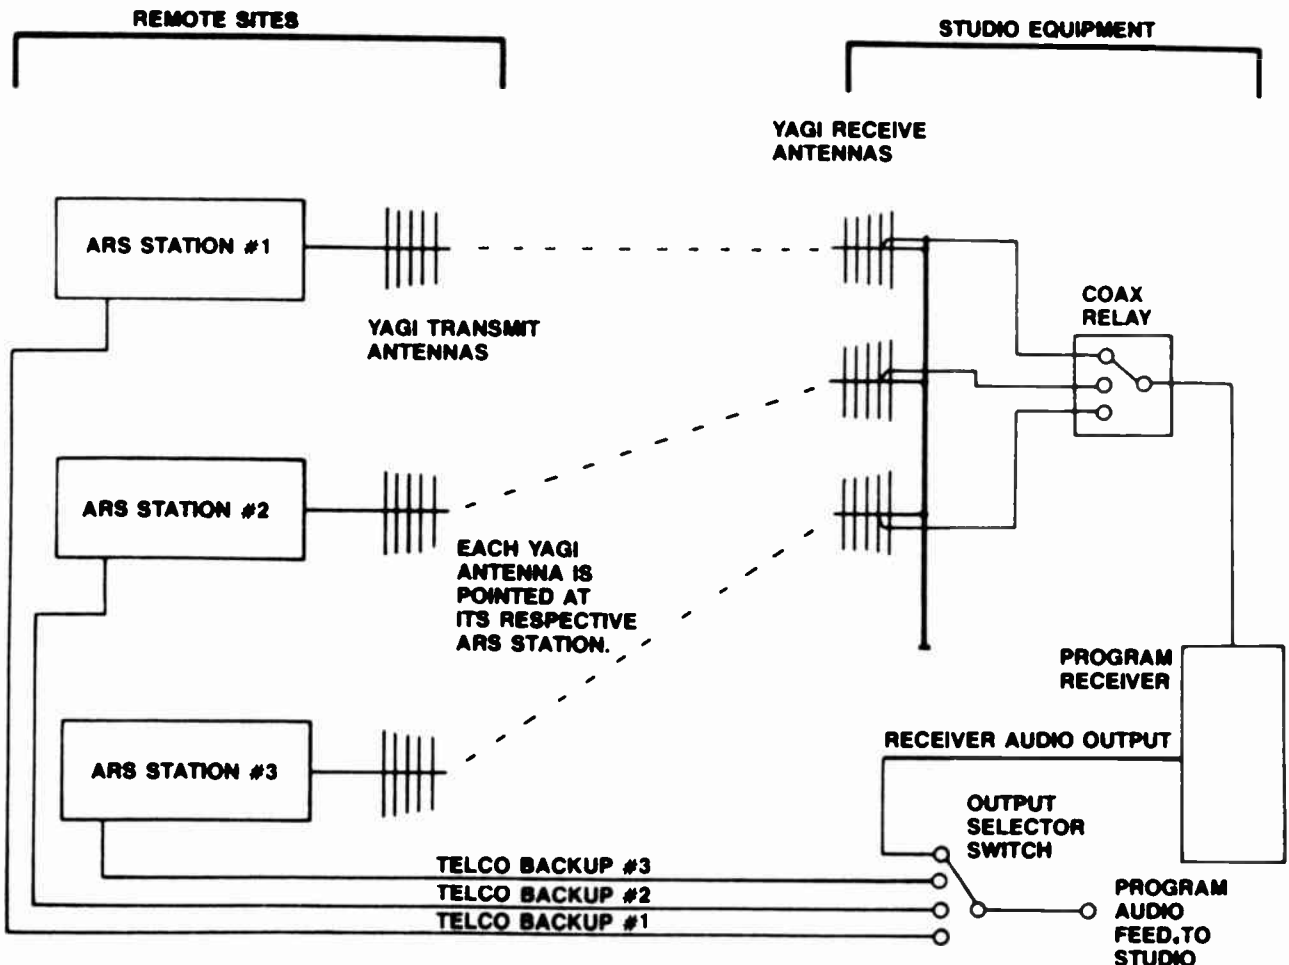 REMOTE SITES
STUDIO EQUIPMENT
YAGI RECEIVE
ANTENNAS
ARS STATION #1
YAGI TRANSMIT
ANTENNAS
COAX
RELAY
ARS STATION #2
EACH YAGI
ANTENNA IS
POINTED AT
ITS RESPECTIVE
ARS STATION.
PROGRAM
RECEIVER
RECEIVER AUDIO OUTPUT
ARS STATION #3
OUTPUT
SELECTOR
SWITCH
TELCO BACKUP #3
TELCO BACKUP #2
TELCO BACKUP #1
PROGRAM
AUDIO
FEED.TO
STUDIO